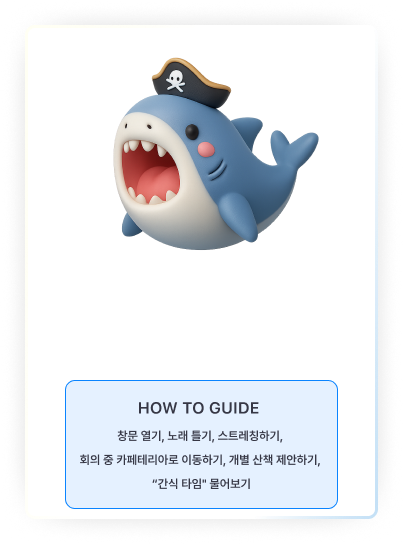 HOW TO GUIDE
창문 열기, 노래 틀기, 스트레칭하기,
회의 중 카페테리아로 이동하기, 개별 산책 제안하기,
“간식 타임" 물어보기